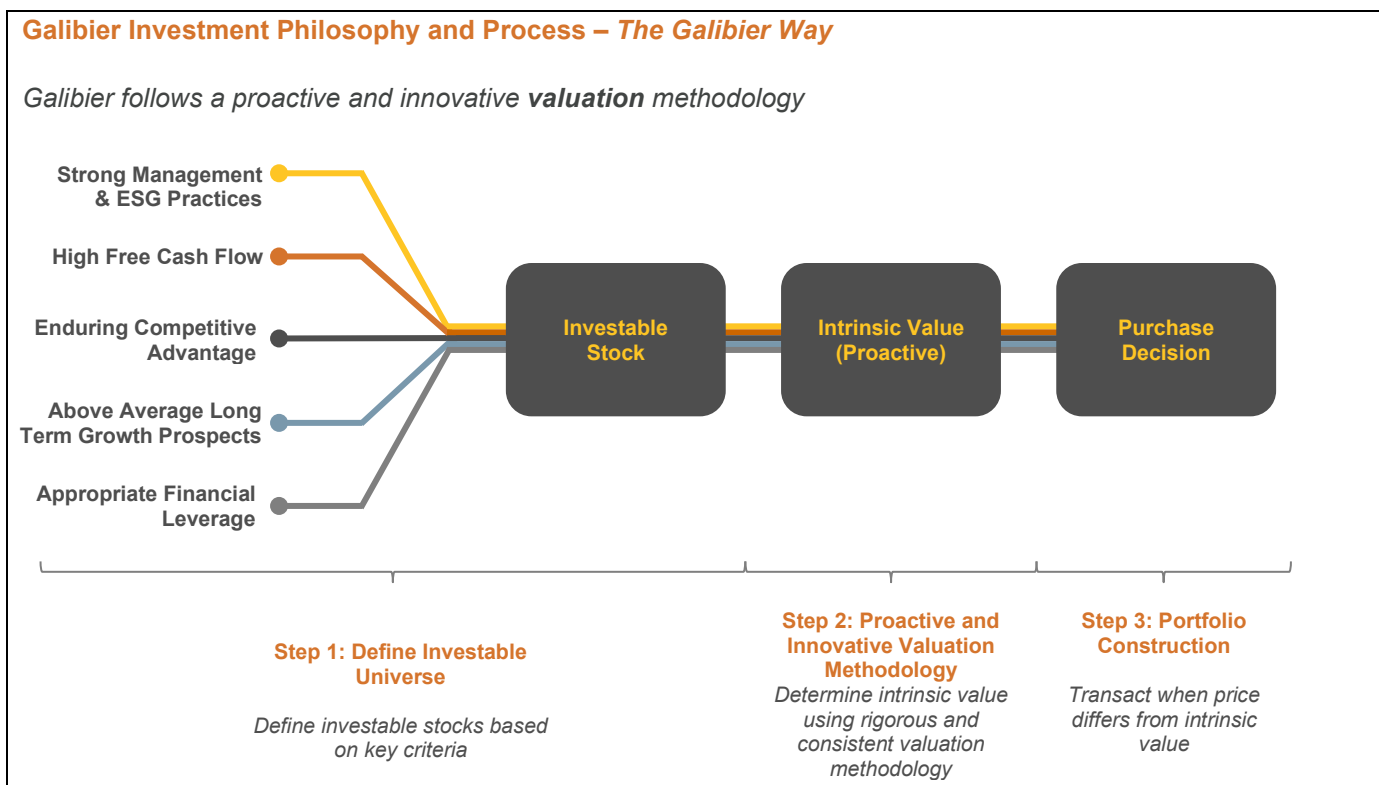 Galibier Investment Philosophy and Process – The Galibier Way
Galibier follows a proactive and innovative valuation methodology
Strong Management
& ESG Practices
High Free Cash Flow
Enduring Competitive
Advantage
Above Average Long
Term Growth Prospects
Appropriate Financial
Leverage
Investable
Stock
Intrinsic Value
(Proactive)
Purchase
Decision
Step 1: Define Investable
Universe
Define investable stocks based
on key criteria
Step 2: Proactive and
Innovative Valuation
Methodology
Determine intrinsic value
using rigorous and
consistent valuation
methodology
Step 3: Portfolio
Construction
Transact when price
differs from intrinsic
value